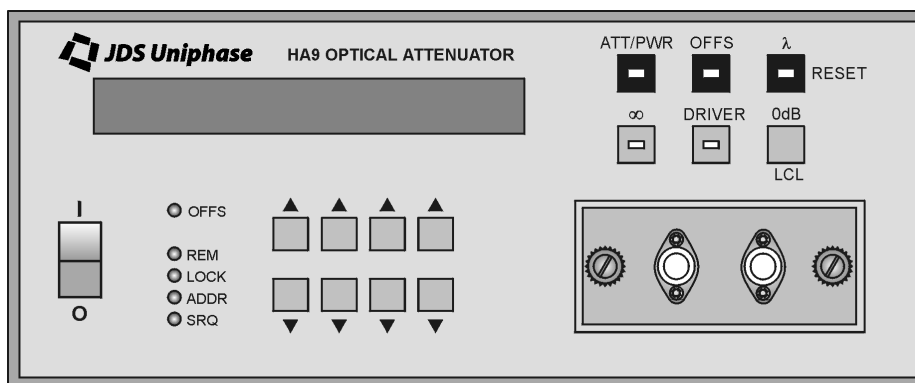 JDS Uniphase HA9 OPTICAL ATTENUATOR
ATT/PWR OFFS λ
RESET
∞ DRIVER 0dB
LCL
I
O
OFFS
REM
LOCK
ADDR
SRQ